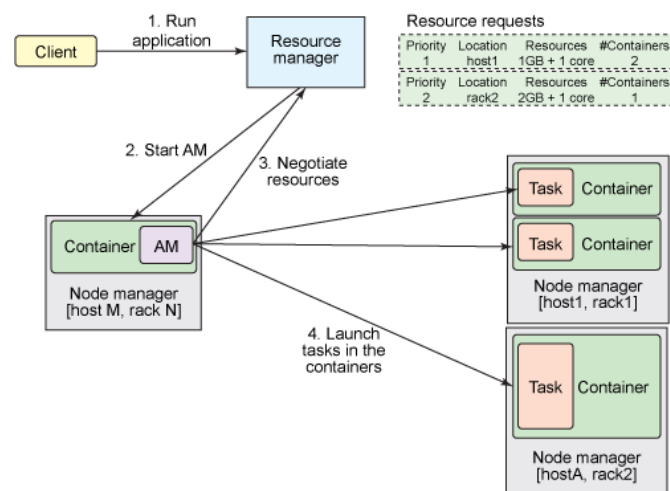 1. Run
application
Client
Resource
manager
Resource requests
Priority Location Resources #Containers
1 host1 1GB + 1 core 2
Priority Location Resources #Containers
2 rack2 2GB + 1 core 1
2. Start AM
3. Negotiate
resources
Container AM
Node manager
[host M, rack N]
Task Container
Task Container
Node manager
[host1, rack1]
4. Launch
tasks in the
containers
Task Container
Node manager
[hostA, rack2]